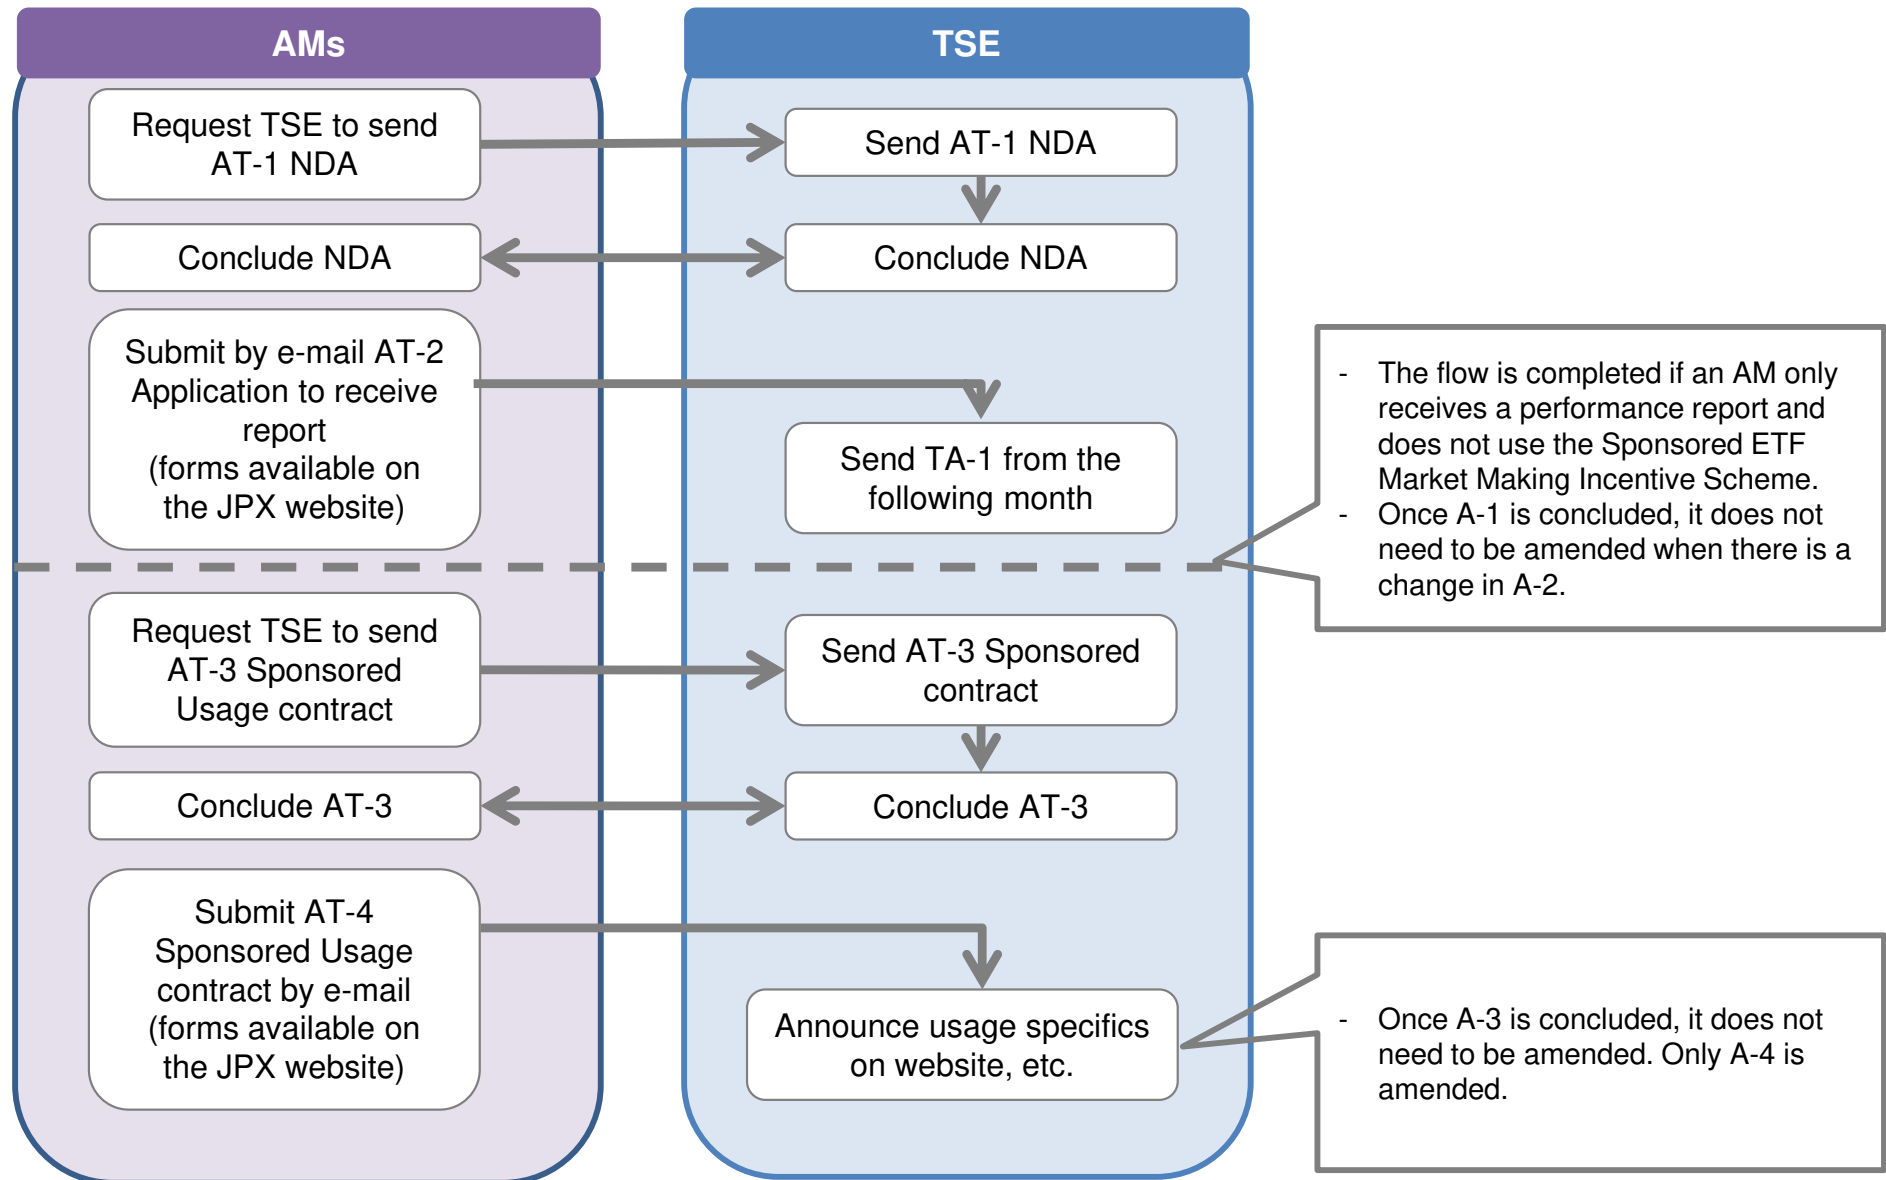 AMs
TSE
Request TSE to send
AT-1 NDA
Send AT-1 NDA
Conclude NDA
Conclude NDA
Submit by e-mail AT-2
Application to receive
report
(forms available on
the JPX website)
Send TA-1 from the
following month
- The flow is completed if an AM only
receives a performance report and
does not use the Sponsored ETF
Market Making Incentive Scheme.
- Once A-1 is concluded, it does not
need to be amended when there is a
change in A-2.
Request TSE to send
AT-3 Sponsored
Usage contract
Send AT-3 Sponsored
contract
Conclude AT-3
Conclude AT-3
Submit AT-4
Sponsored Usage
contract by e-mail
(forms available on
the JPX website)
Announce usage specifics
on website, etc.
- Once A-3 is concluded, it does not
need to be amended. Only A-4 is
amended.